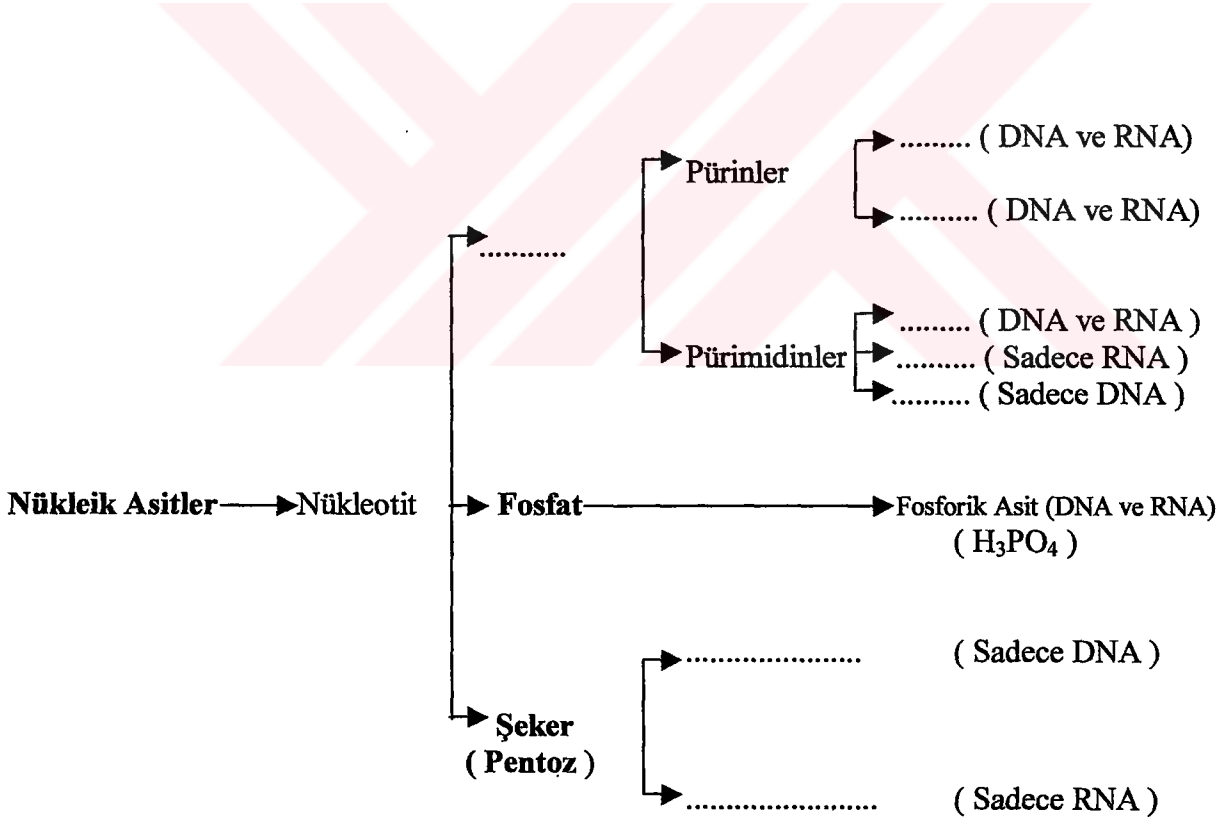 ......... ( DNA ve RNA)
Pürinler
.......... ( DNA ve RNA)
...........
......... ( DNA ve RNA )
Pürimidinler
.......... ( Sadece RNA )
.......... ( Sadece DNA )
Nükleik Asitler Nükleotit Fosfat Fosforik Asit (DNA ve RNA)
( H₃PO₄ )
....................... ( Sadece DNA )
Şeker
( Pentoz )
......................... ( Sadece RNA )